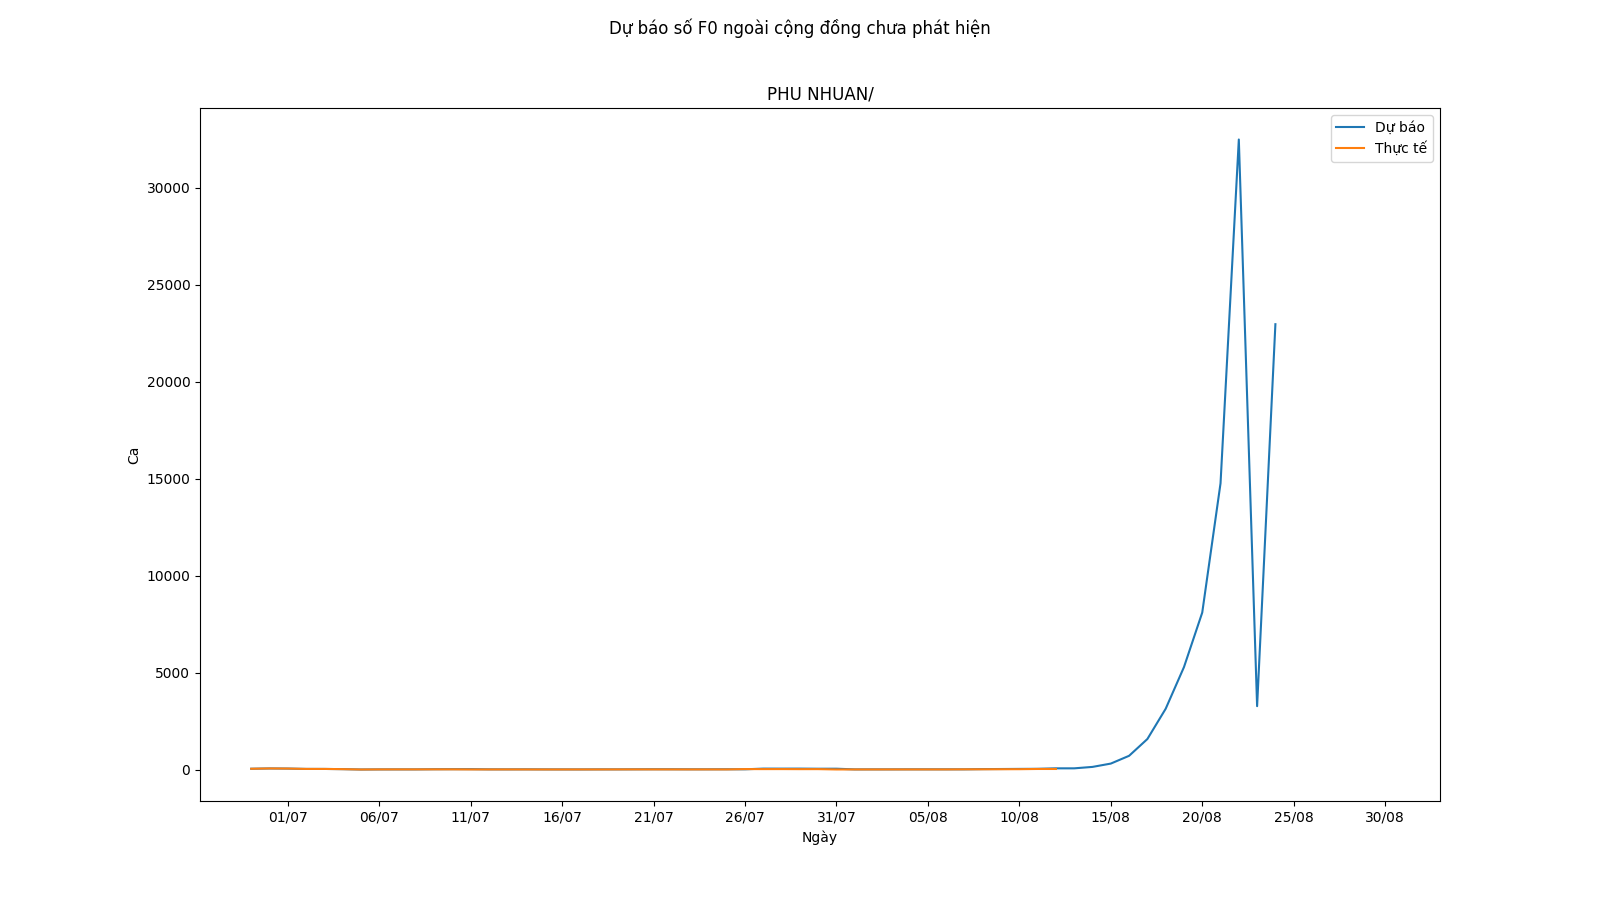 Dự báo số F0 ngoài cộng đồng chưa phát hiện
PHU NHUAN/
Dự báo
Thực tế
30000
25000
20000
15000
10000
5000
0
Ca
01/07 06/07 11/07 16/07 21/07 26/07 31/07 05/08 10/08 15/08 20/08 25/08 30/08
Ngày